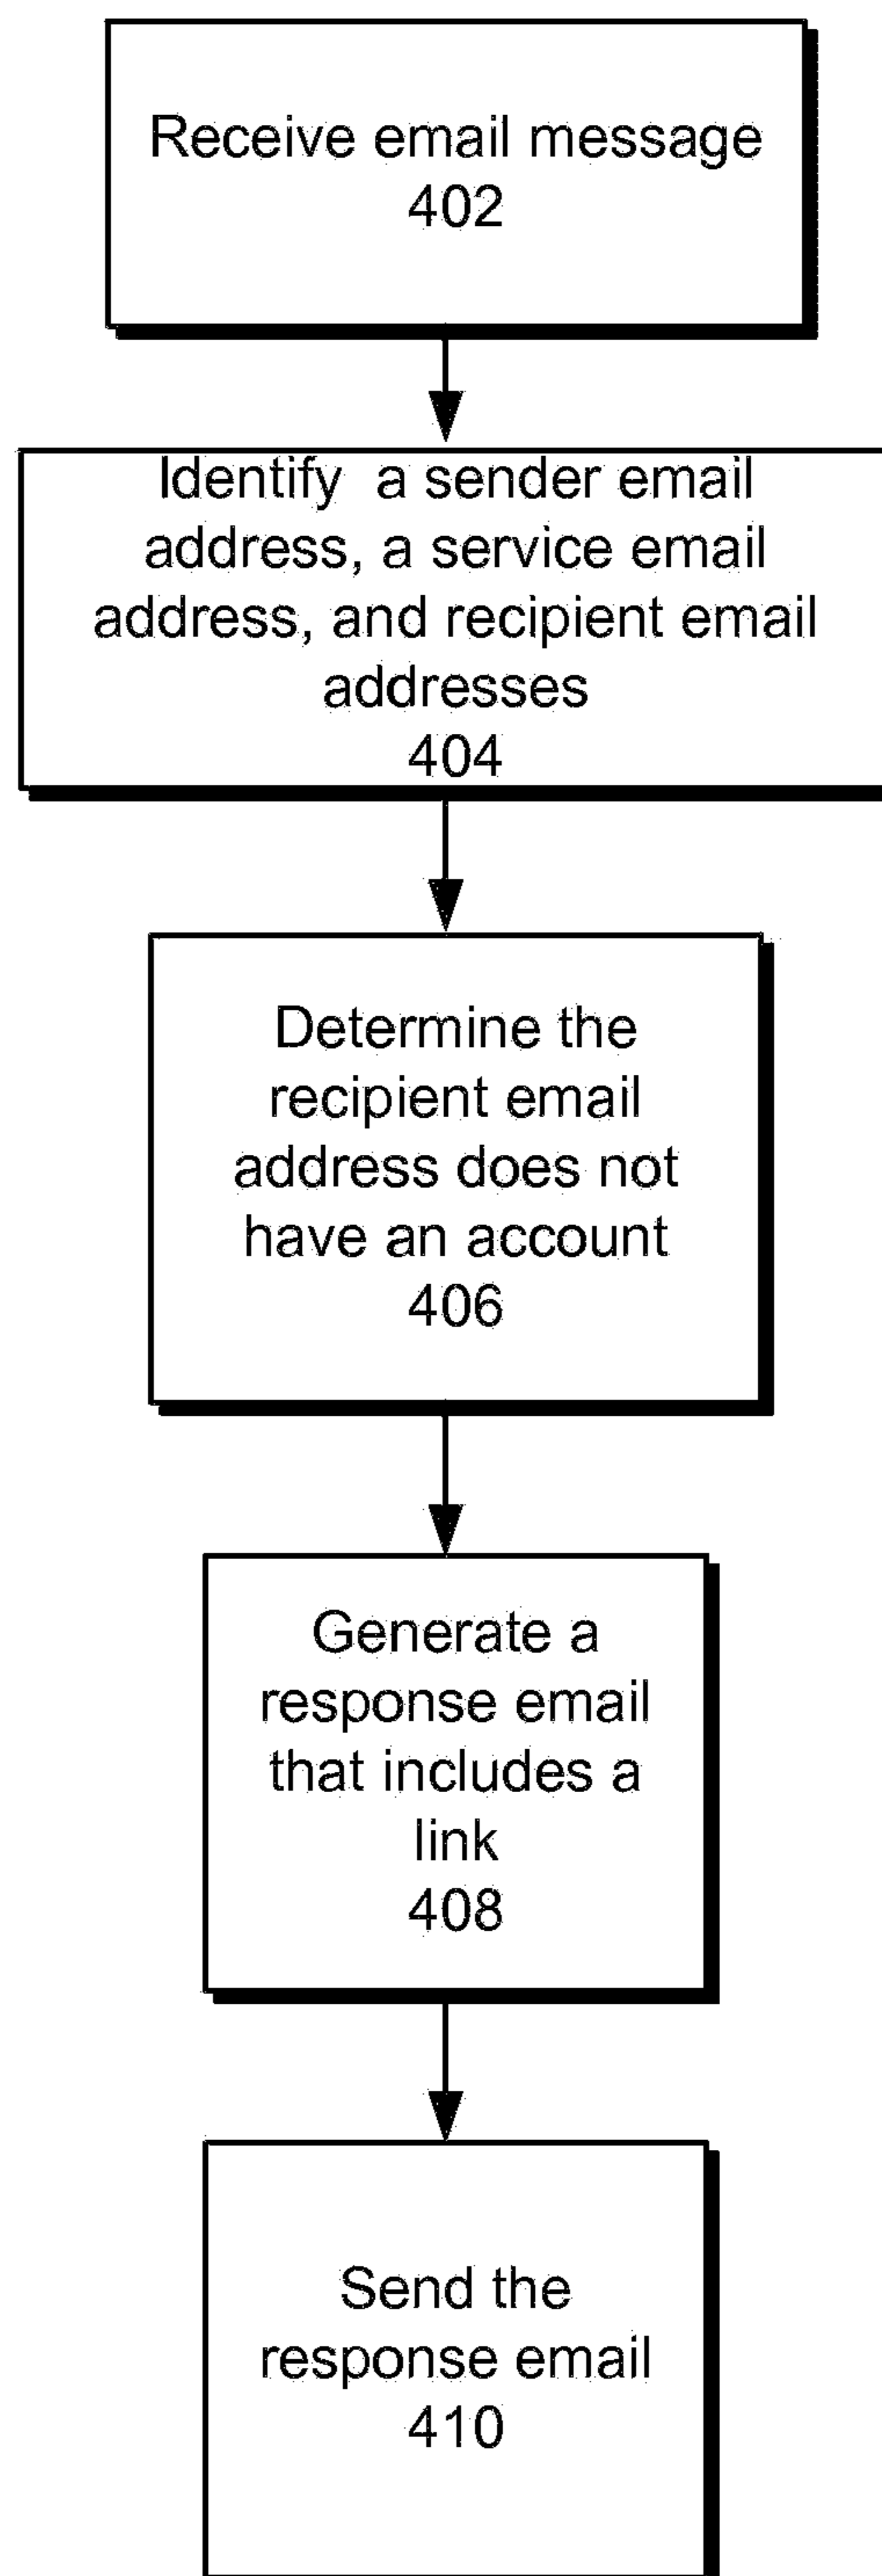 Receive email message
402
Identify a sender email
address, a service email
address, and recipient email
addresses
404
Determine the
recipient email
address does not
have an account
406
Generate a
response email
that includes a
link
408
Send the
response email
410